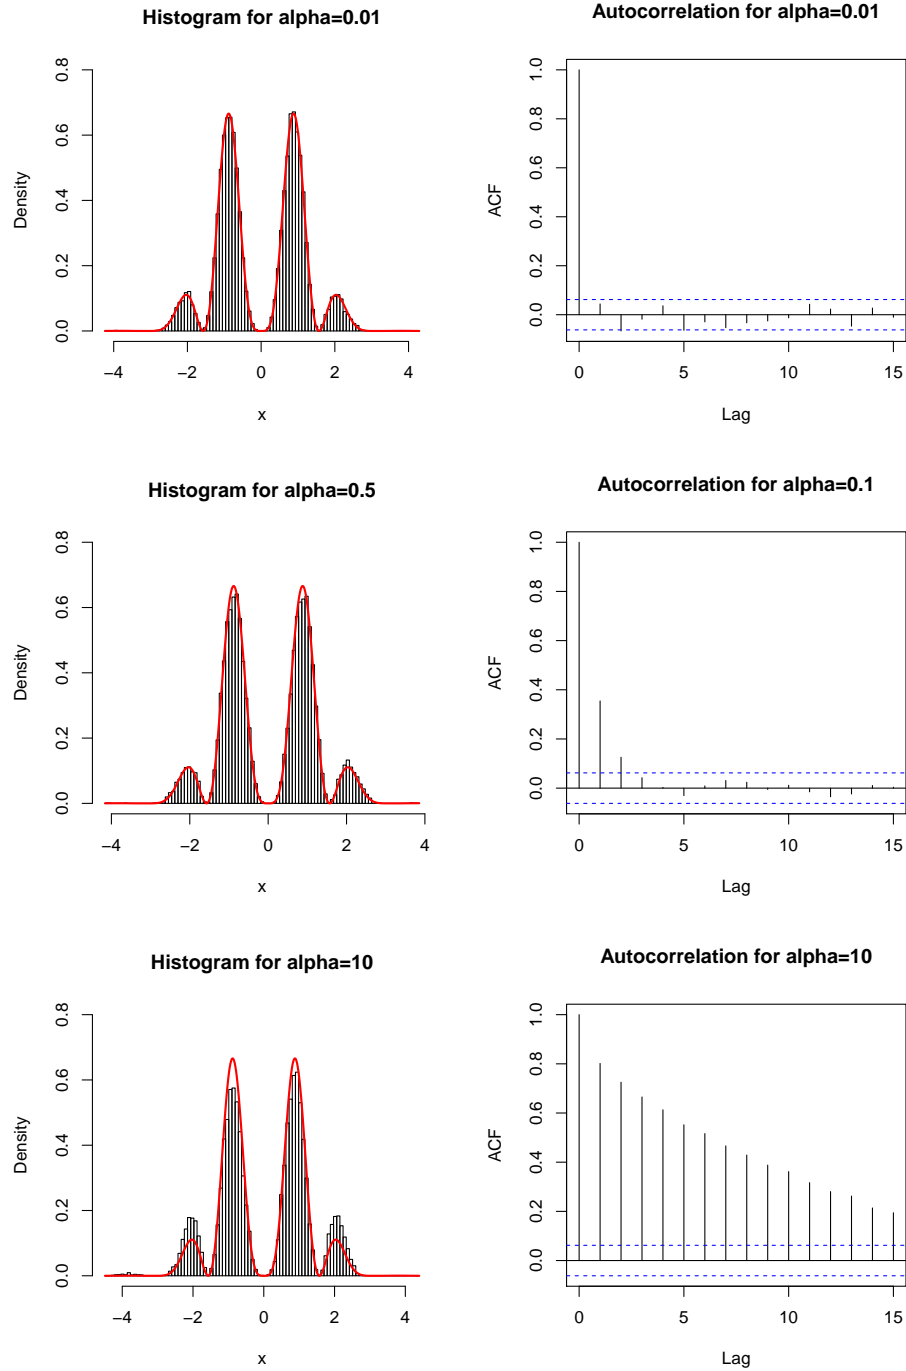 Histogram for alpha=0.01
Density
0.0 0.2 0.4 0.6 0.8
−4 −2 0 2 4
x
Autocorrelation for alpha=0.01
ACF
0.0 0.2 0.4 0.6 0.8 1.0
0 5 10 15
Lag
Histogram for alpha=0.5
Density
0.0 0.2 0.4 0.6 0.8
−4 −2 0 2 4
x
Autocorrelation for alpha=0.1
ACF
0.0 0.2 0.4 0.6 0.8 1.0
0 5 10 15
Lag
Histogram for alpha=10
Density
0.0 0.2 0.4 0.6 0.8
−4 −2 0 2 4
x
Autocorrelation for alpha=10
ACF
0.0 0.2 0.4 0.6 0.8 1.0
0 5 10 15
Lag